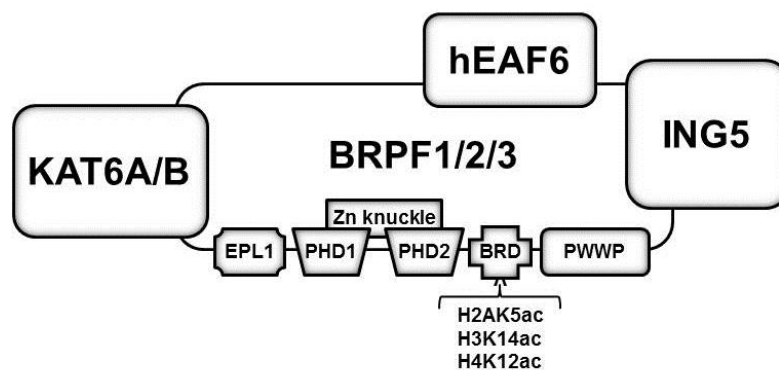 hEAF6
ING5
KAT6A/B
BRPF1/2/3
Zn knuckle
EPL1
PHD1
PHD2
BRD
PWWP
H2AK5ac
H3K14ac
H4K12ac